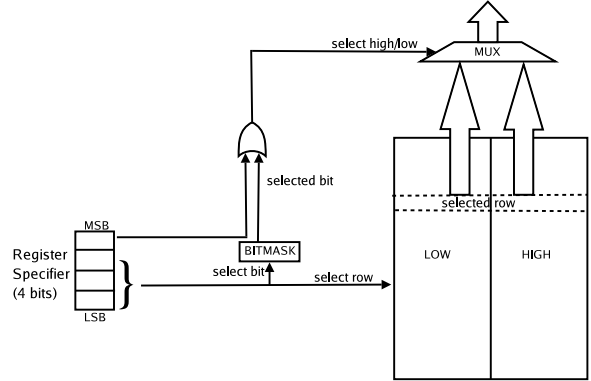 MUX
select high/low
selected bit
selected row
MSB
Register
Specifier
(4 bits)
BITMASK
LOW
HIGH
select bit
select row
LSB